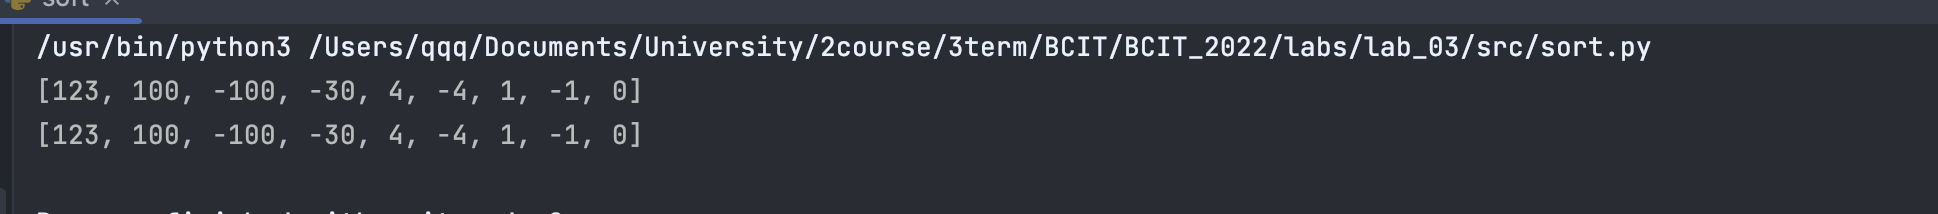 sort ×
/usr/bin/python3 /Users/qqq/Documents/University/2course/3term/BCIT/BCIT_2022/labs/lab_03/src/sort.py
[123, 100, -100, -30, 4, -4, 1, -1, 0]
[123, 100, -100, -30, 4, -4, 1, -1, 0]